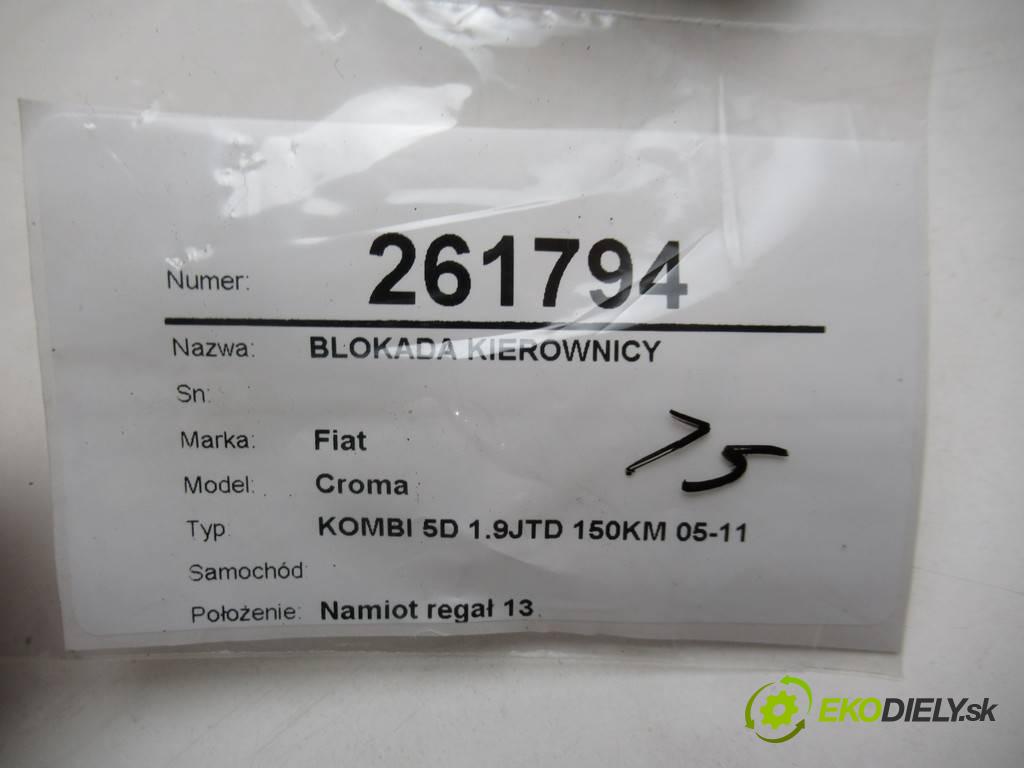 Numer: 261794
Nazwa: BLOKADA KIEROWNICY
Sn:
Marka: Fiat
75
Model: Croma
Typ: KOMBI 5D 1.9JTD 150KM 05-11
Samochód
Położenie: Namiot regał 13
EKODIELY.sk